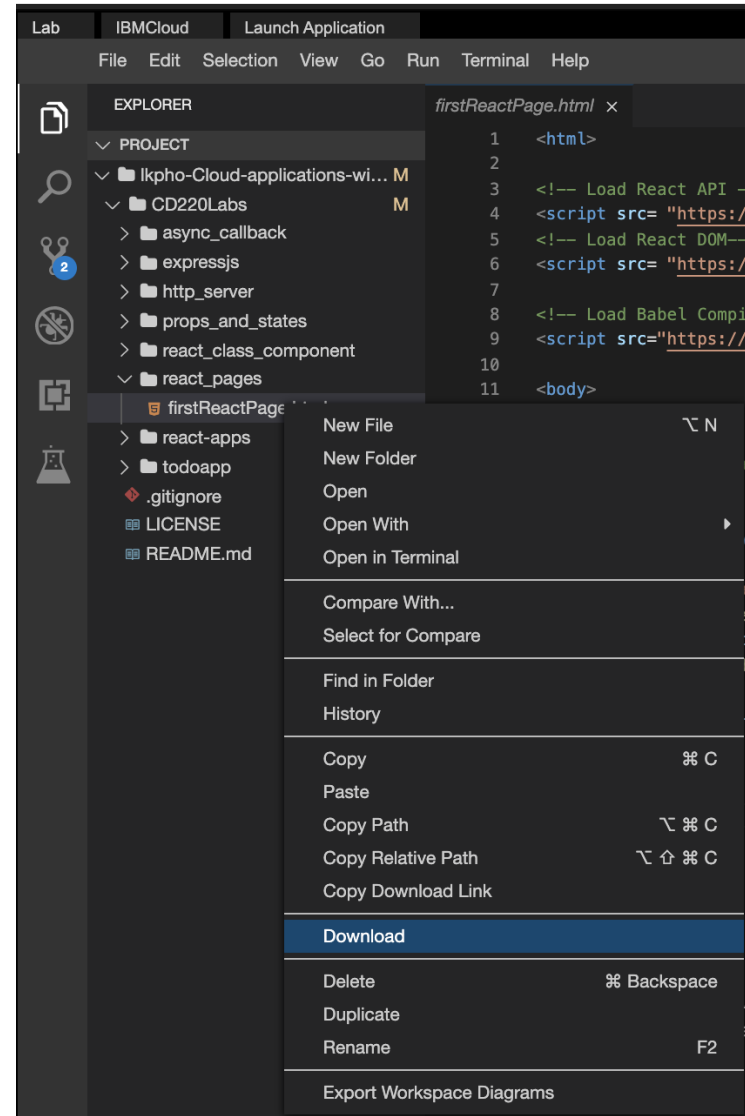 Lab IBMCloud Launch Application
File Edit Selection View Go Run Terminal Help
EXPLORER
PROJECT
lkpho-Cloud-applications-wi... M
CD220Labs M
async_callback
expressjs
http_server
props_and_states
react_class_component
react_pages
firstReactPage
react-apps
todoapp
.gitignore
LICENSE
README.md
2
firstReactPage.html ×
1 <html>
2
3 <!-- Load React API -
4 <script src= "https:/
5 <!-- Load React DOM--
6 <script src= "https:/
7
8 <!-- Load Babel Compi
9 <script src="https://
10
11 <body>
New File ⌥ N
New Folder
Open
Open With
Open in Terminal
Compare With...
Select for Compare
Find in Folder
History
Copy ⌘ C
Paste
Copy Path ⌥ ⌘ C
Copy Relative Path ⌥ ⇧ ⌘ C
Copy Download Link
Download
Delete ⌘ Backspace
Duplicate
Rename F2
Export Workspace Diagrams